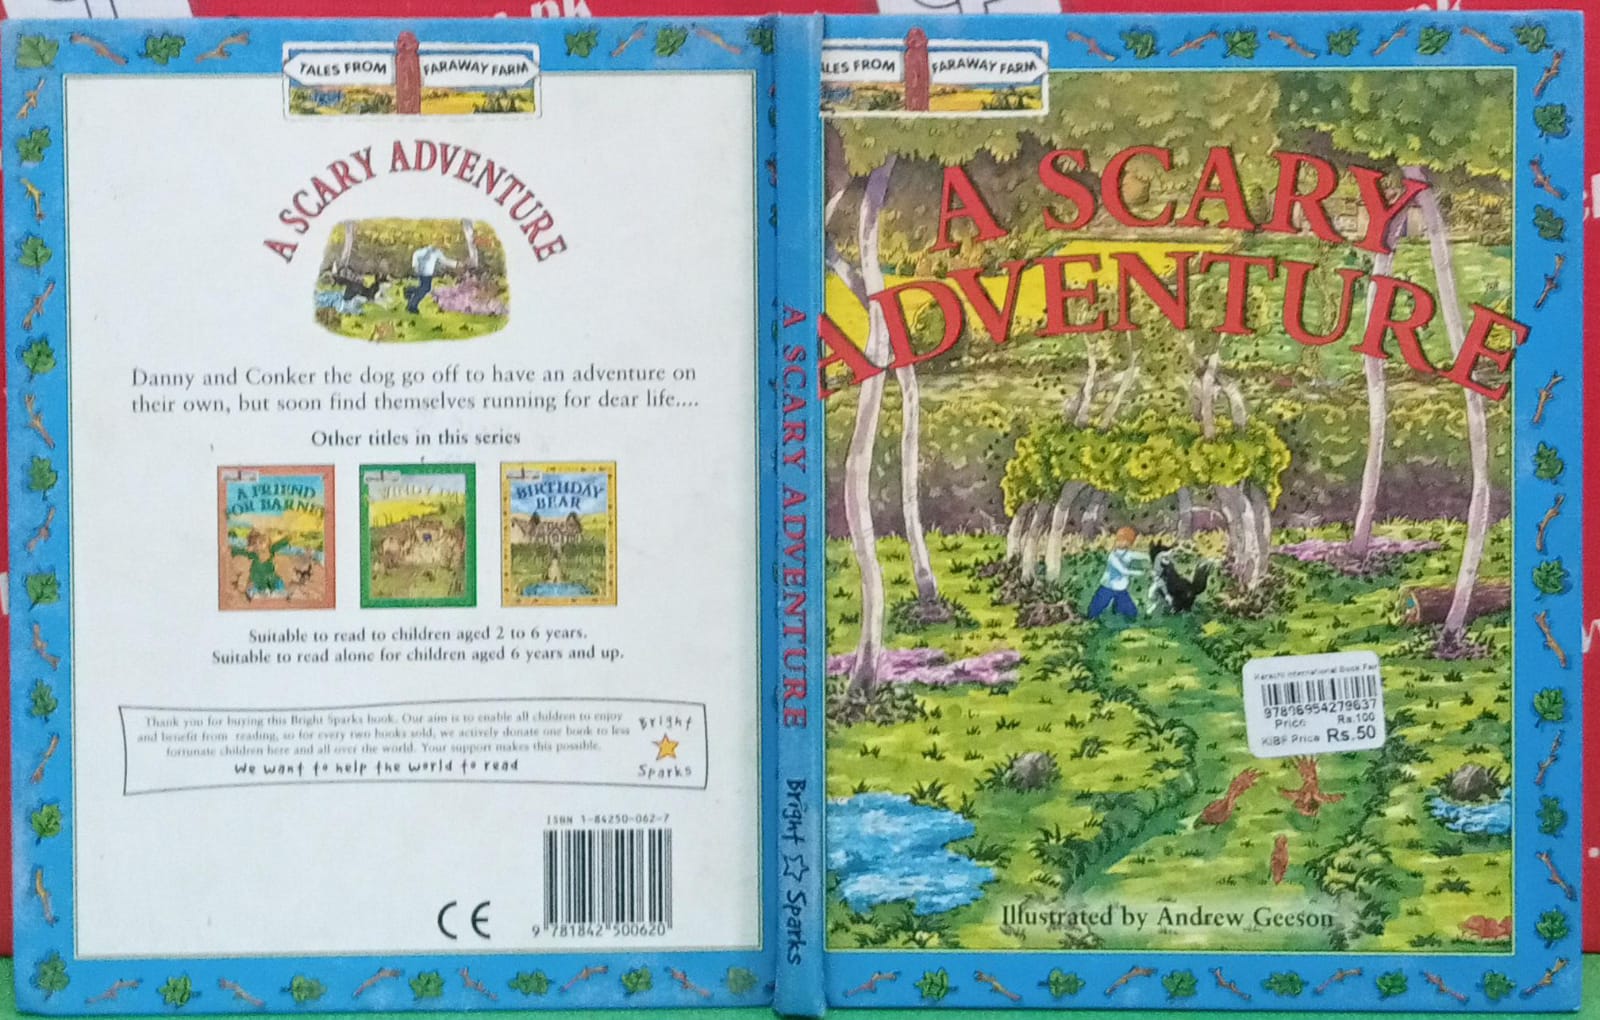 TALES FROM FARAWAY FARM
A SCARY ADVENTURE
Danny and Conker the dog go off to have an adventure on
their own, but soon find themselves running for dear life....
Other titles in this series
A FRIEND
FOR BARNEY
BIRTHDAY
BEAR
Suitable to read to children aged 2 to 6 years.
Suitable to read alone for children aged 6 years and up.
Thank you for buying this Bright Sparks book. Our aim is to enable all children to enjoy
and benefit from reading, so for every two books sold, we actively donate one book to less
fortunate children here and all over the world. Your support makes this possible.
We want to help the world to read
Bright
Sparks
ISBN 1-84250-062-7
9 781842 500620
CE
A SCARY ADVENTURE Bright Sparks
ALES FROM FARAWAY FARM
A SCARY
ADVENTURE
Karachi International Book Fair
9789695427963?
Price Rs.100
KIBF Price Rs.50
Illustrated by Andrew Geeson
.pk